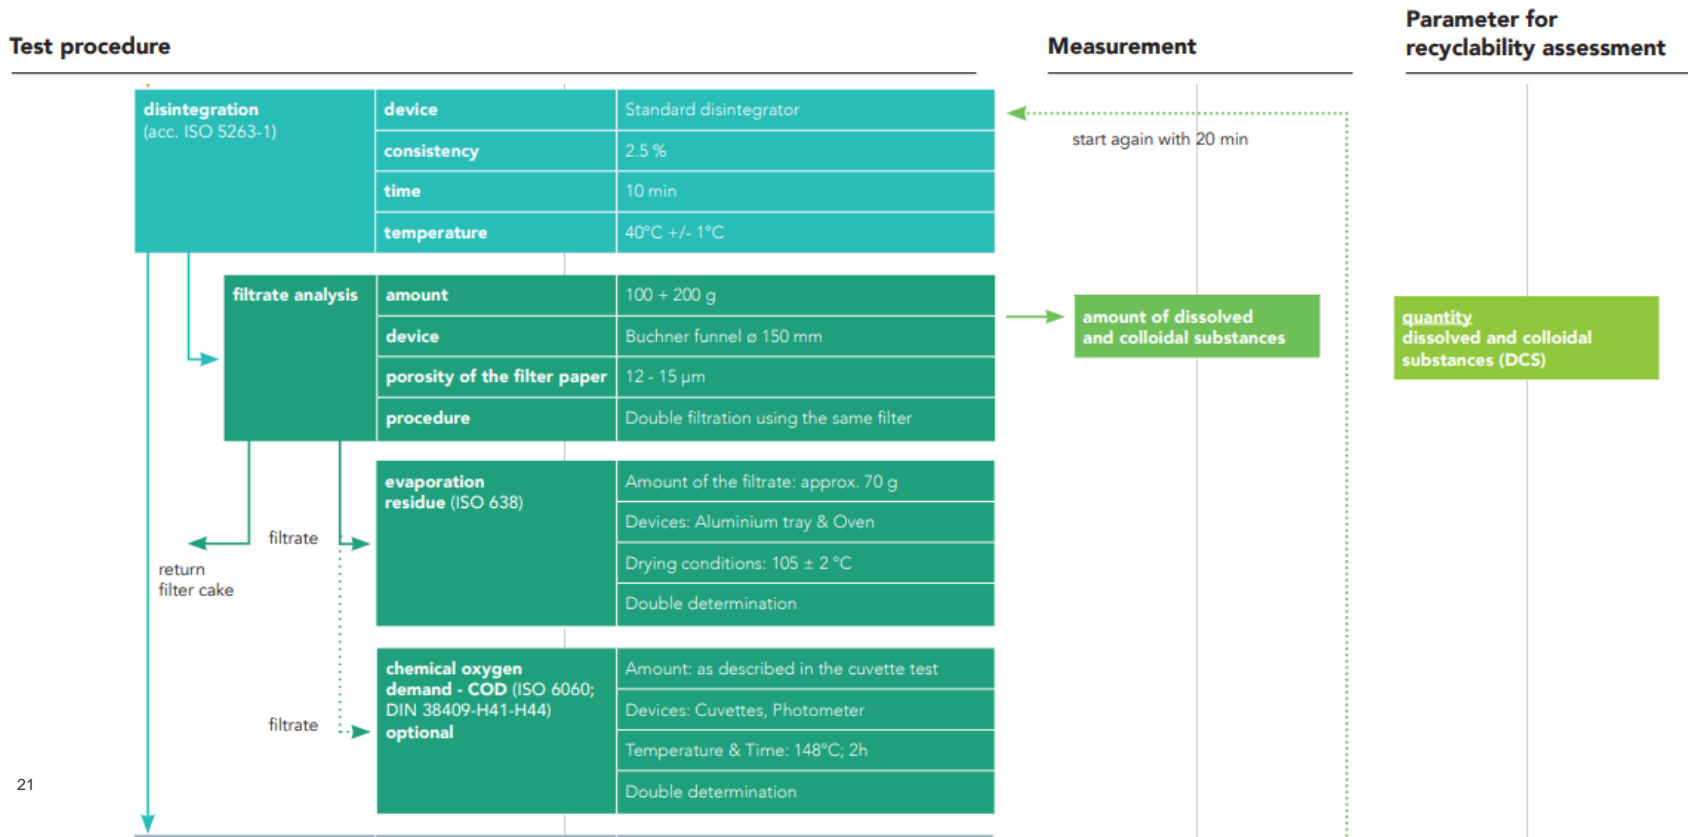 Test procedure
Measurement
Parameter for
recyclability assessment
disintegration
(acc. ISO 5263-1)
device
Standard disintegrator
consistency
2.5 %
time
10 min
temperature
40°C +/- 1°C
start again with 20 min
filtrate analysis
amount
100 + 200 g
device
Buchner funnel ø 150 mm
porosity of the filter paper
12 - 15 µm
procedure
Double filtration using the same filter
amount of dissolved
and colloidal substances
quantity
dissolved and colloidal
substances (DCS)
evaporation
residue (ISO 638)
Amount of the filtrate: approx. 70 g
Devices: Aluminium tray & Oven
Drying conditions: 105 ± 2 °C
Double determination
filtrate
return
filter cake
chemical oxygen
demand - COD (ISO 6060;
DIN 38409-H41-H44)
optional
Amount: as described in the cuvette test
Devices: Cuvettes, Photometer
Temperature & Time: 148°C; 2h
Double determination
filtrate
21